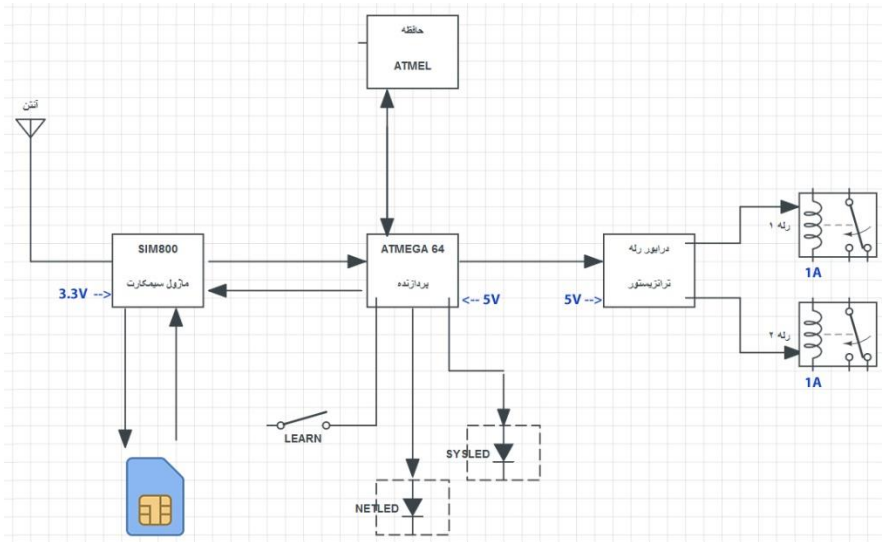 حافظه
ATMEL
آنتن
SIM800
ماژول سیمکارت
3.3V -->
ATMEGA 64
پردازنده
<-- 5V
درایور رله
ترانزیستور
5V -->
رله ۱
1A
رله ۲
1A
LEARN
SYSLED
NETLED